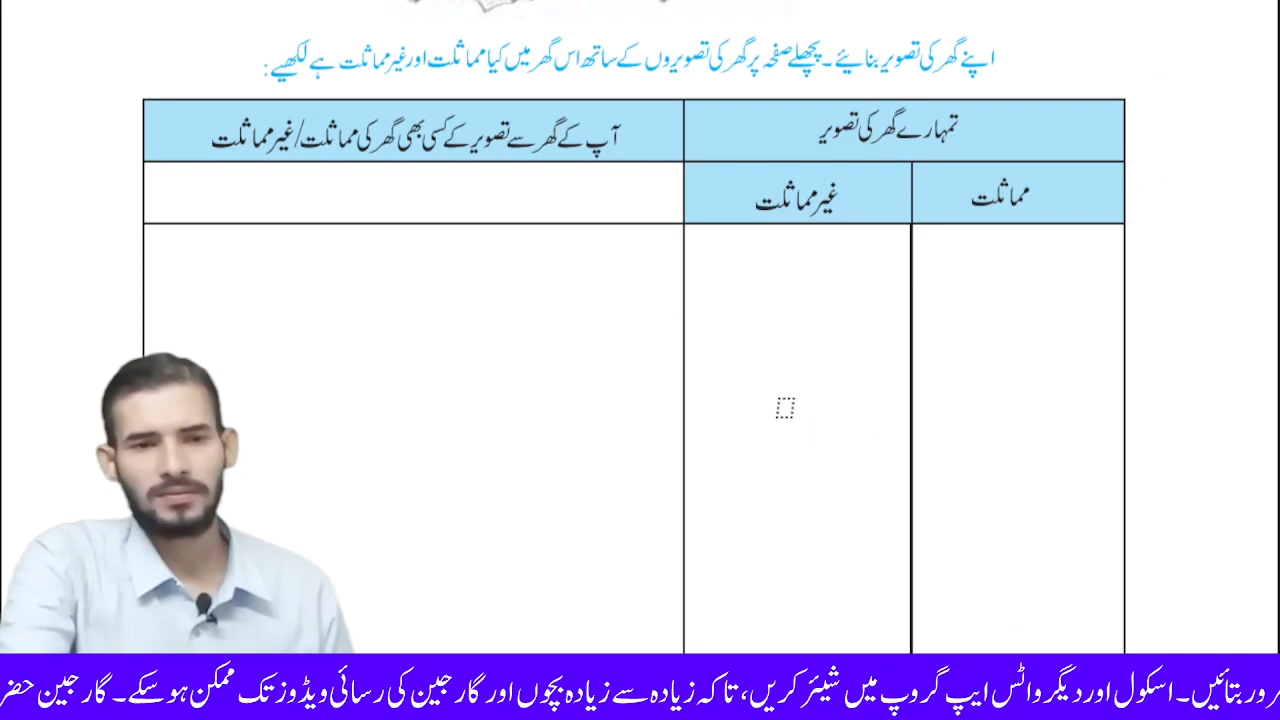 اپنے گھر کی تصویر بنائیے۔ پچھلے صفحہ پر گھر کی تصویروں کے ساتھ اس گھر میں کیا مماثلت اور غیر مماثلت ہے لکھیے:
تمہارے گھر کی تصویر
آپ کے گھر سے تصویر کے کسی بھی گھر کی مماثلت/غیر مماثلت
مماثلت
غیر مماثلت
بتائیں۔ اسکول اور دیگر واٹس ایپ گروپ میں شیئر کریں، تاکہ زیادہ سے زیادہ بچوں اور گارجین کی رسائی ویڈوز تک ممکن ہو سکے۔ گارجین